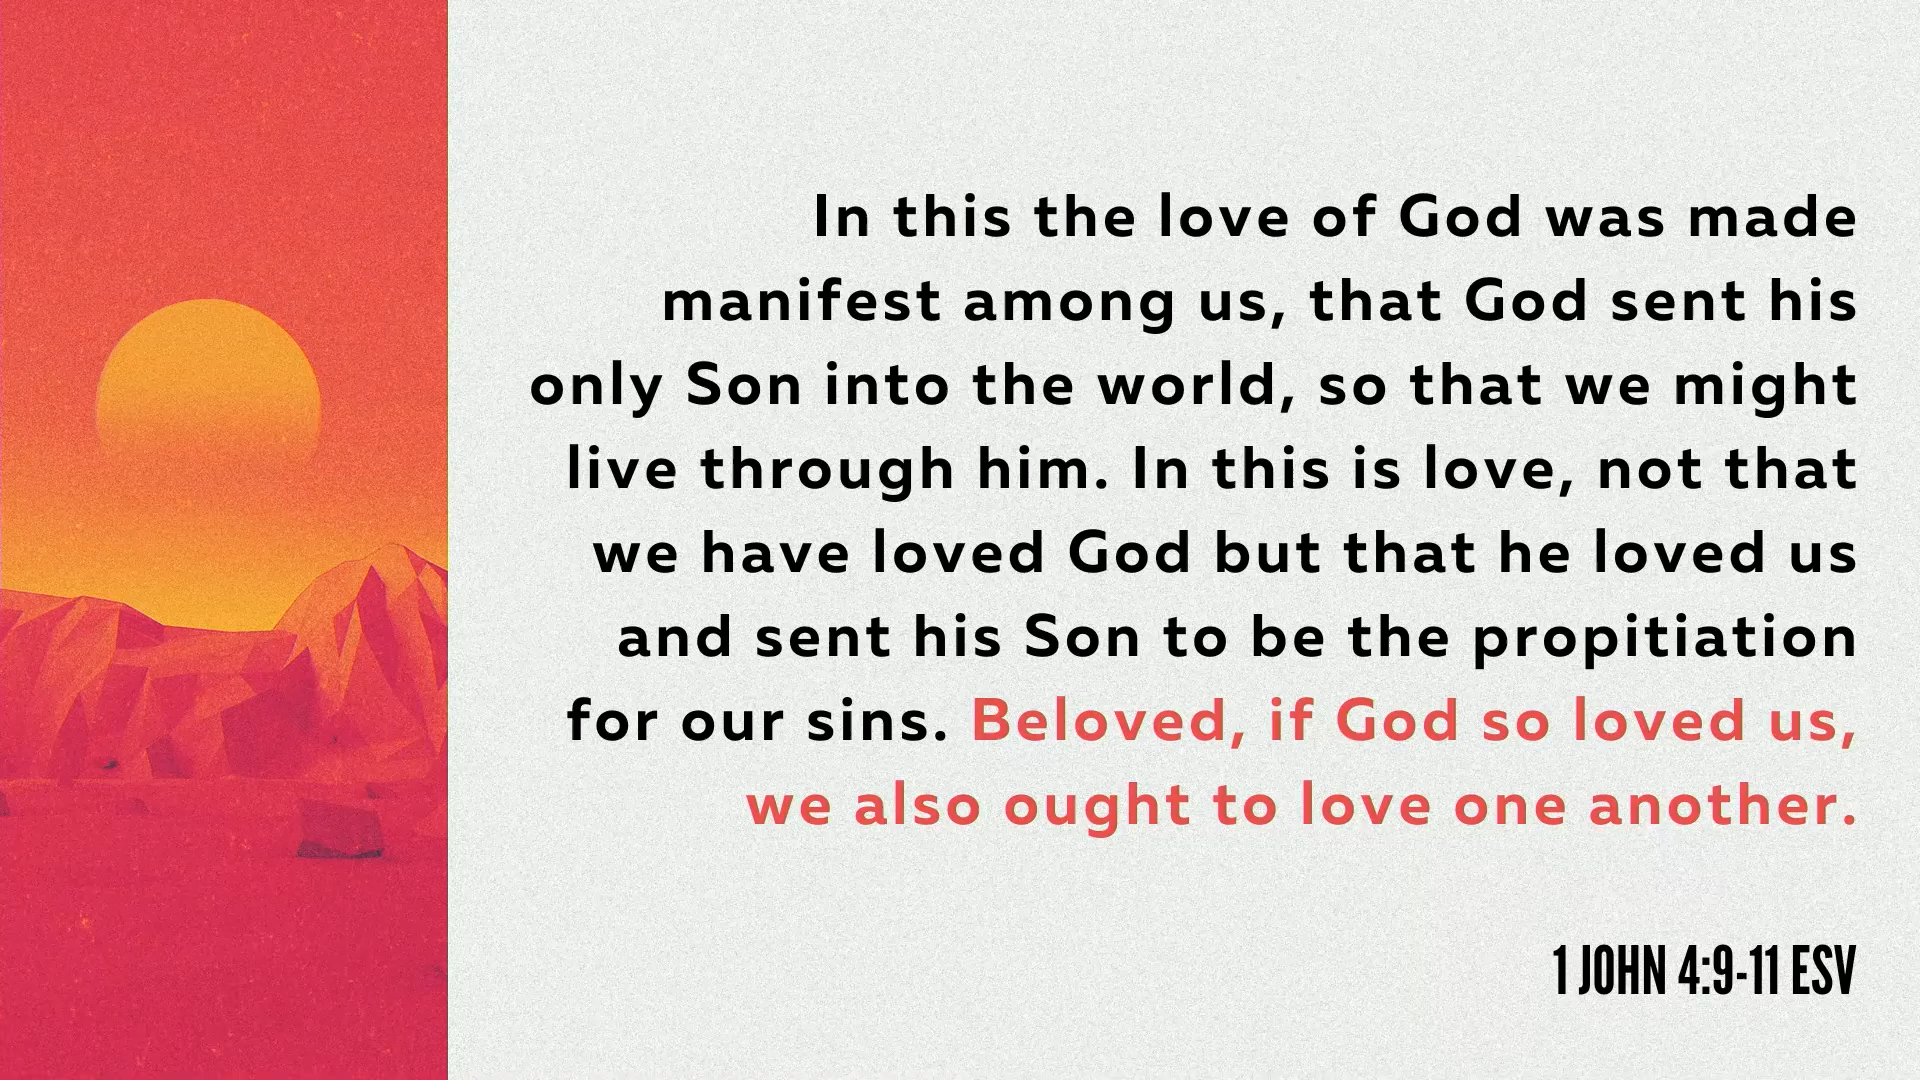 In this the love of God was made
manifest among us, that God sent his
only Son into the world, so that we might
live through him. In this is love, not that
we have loved God but that he loved us
and sent his Son to be the propitiation
for our sins. Beloved, if God so loved us,
we also ought to love one another.
1 JOHN 4:9-11 ESV